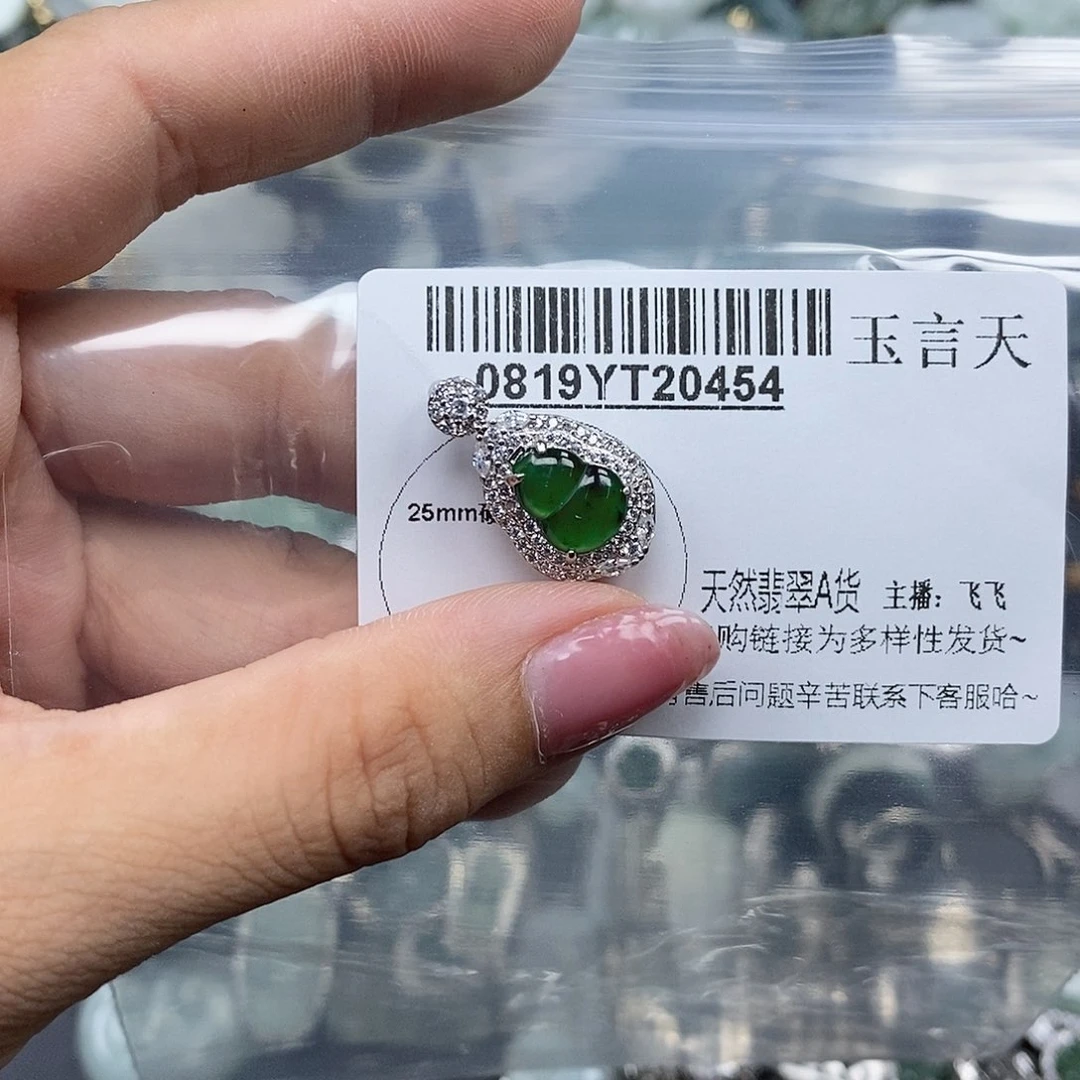 玉言天
0819YT20454
25mm
天然翡翠A货 主播：飞飞
购链接为多样性发货~
售后问题辛苦联系下客服哈~